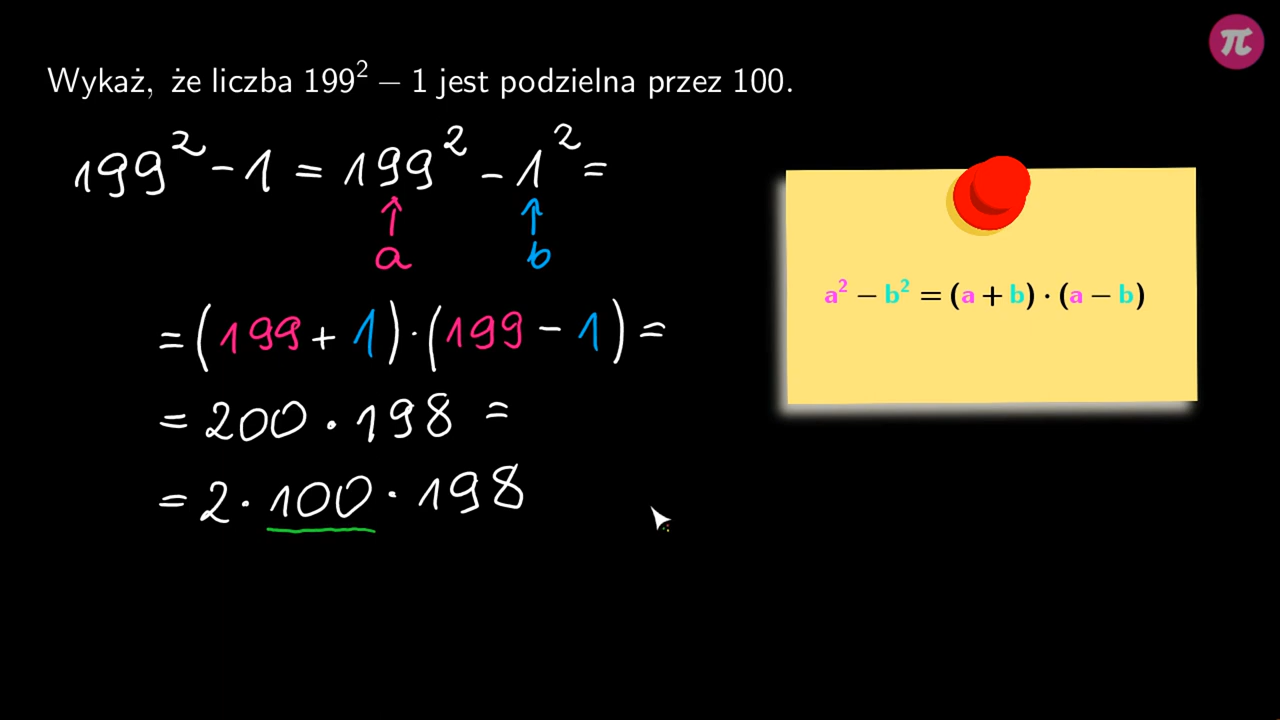 π
Wykaż, że liczba 199² − 1 jest podzielna przez 100.
199² - 1 = 199² - 1² =
a b
a² − b² = (a + b) · (a − b)
= (199 + 1) · (199 - 1) =
= 200 · 198 =
= 2 · 100 · 198